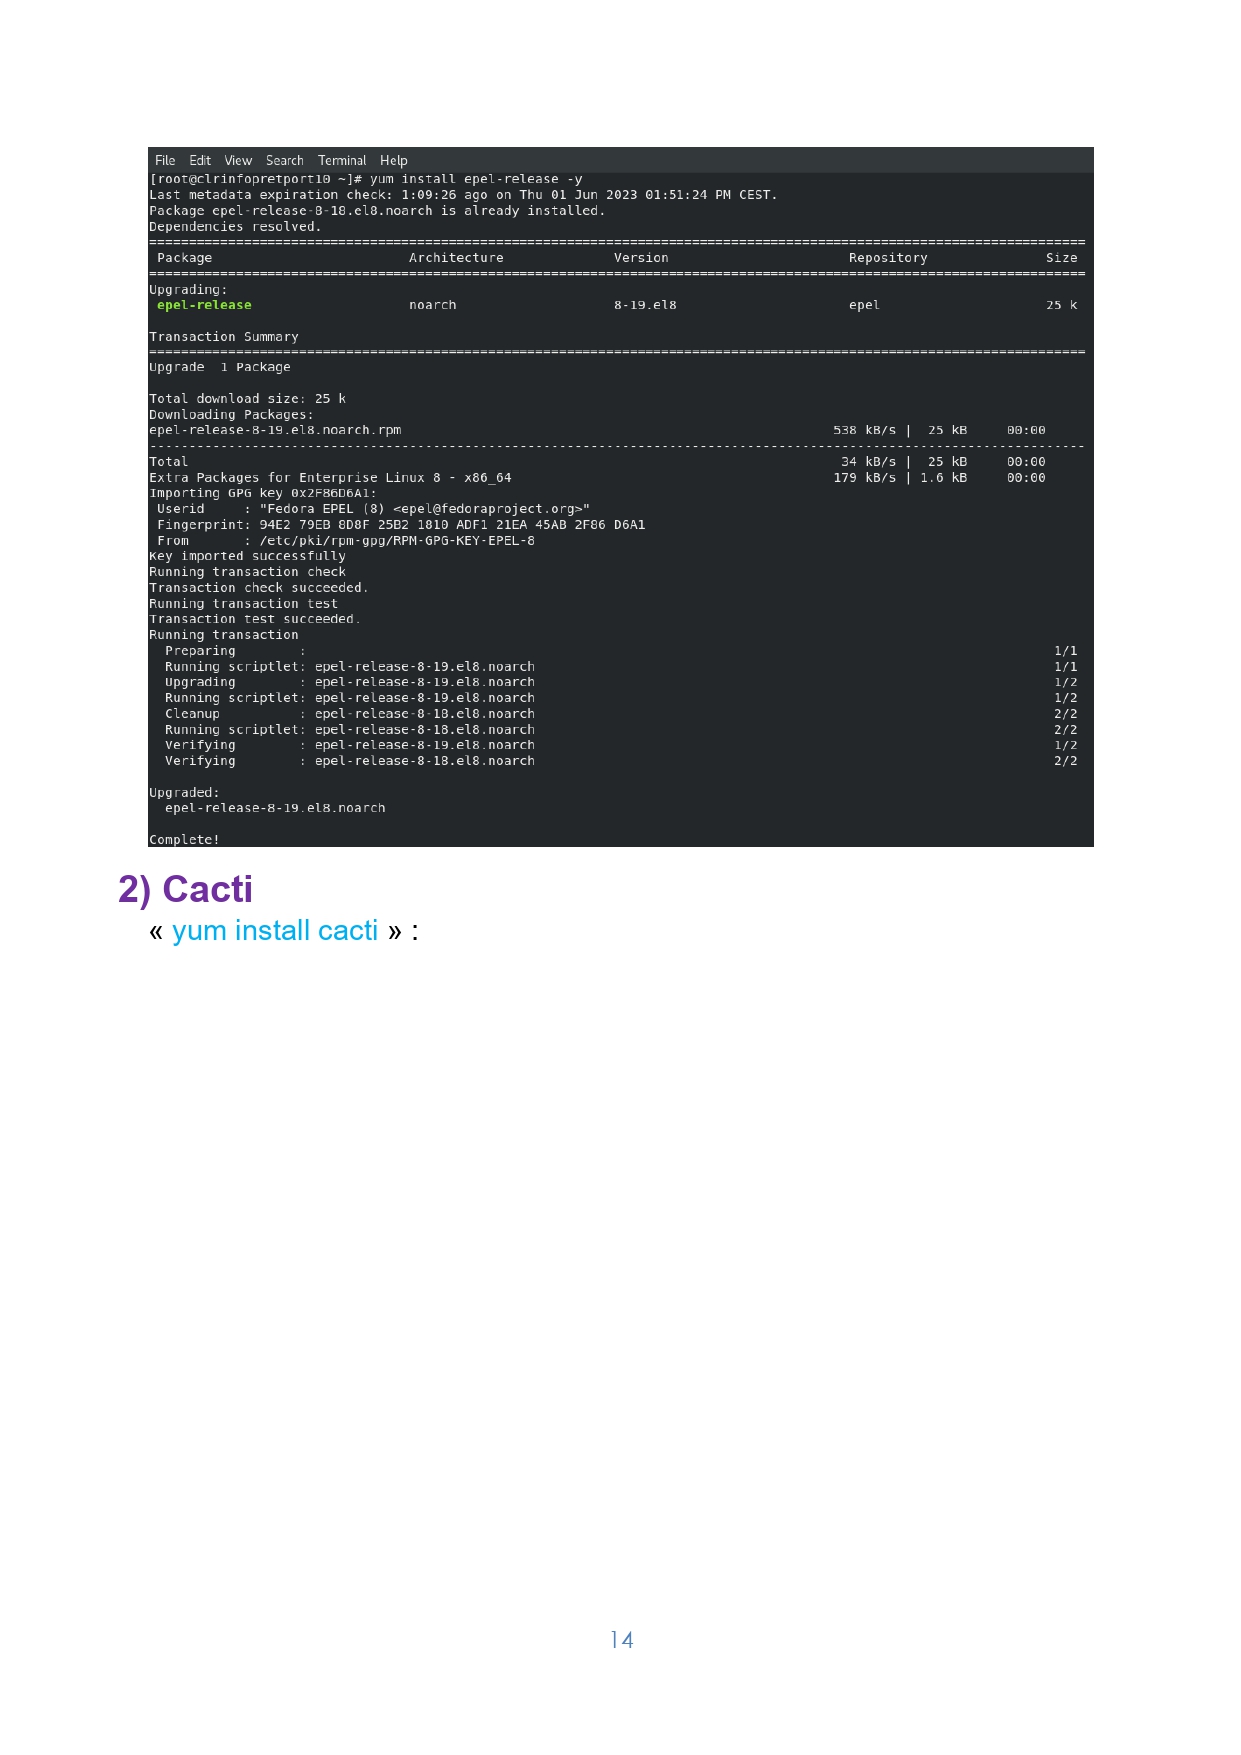 File Edit View Search Terminal Help
[root@clrinfopretport10 ~]# yum install epel-release -y
Last metadata expiration check: 1:09:26 ago on Thu 01 Jun 2023 01:51:24 PM CEST.
Package epel-release-8-18.el8.noarch is already installed.
Dependencies resolved.
================================================================================
Package Architecture Version Repository Size
================================================================================
Upgrading:
epel-release noarch 8-19.el8 epel 25 k
Transaction Summary
================================================================================
Upgrade 1 Package
Total download size: 25 k
Downloading Packages:
epel-release-8-19.el8.noarch.rpm 538 kB/s | 25 kB 00:00
--------------------------------------------------------------------------------
Total 34 kB/s | 25 kB 00:00
Extra Packages for Enterprise Linux 8 - x86_64 179 kB/s | 1.6 kB 00:00
Importing GPG key 0x2F86D6A1:
Userid : "Fedora EPEL (8) <epel@fedoraproject.org>"
Fingerprint: 94E2 79EB 8D8F 25B2 1810 ADF1 21EA 45AB 2F86 D6A1
From : /etc/pki/rpm-gpg/RPM-GPG-KEY-EPEL-8
Key imported successfully
Running transaction check
Transaction check succeeded.
Running transaction test
Transaction test succeeded.
Running transaction
Preparing : 1/1
Running scriptlet: epel-release-8-19.el8.noarch 1/1
Upgrading : epel-release-8-19.el8.noarch 1/2
Running scriptlet: epel-release-8-19.el8.noarch 1/2
Cleanup : epel-release-8-18.el8.noarch 2/2
Running scriptlet: epel-release-8-18.el8.noarch 2/2
Verifying : epel-release-8-19.el8.noarch 1/2
Verifying : epel-release-8-18.el8.noarch 2/2
Upgraded:
epel-release-8-19.el8.noarch
Complete!
2) Cacti
« yum install cacti » :
14